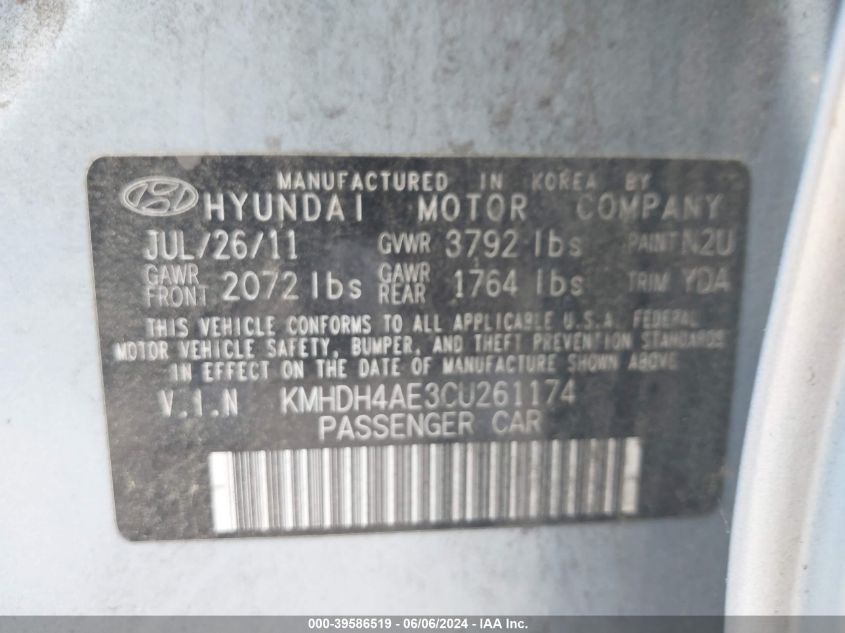 MANUFACTURED IN KOREA BY
HYUNDAI MOTOR COMPANY
JUL/26/11 GVWR 3792 lbs PAINT N2U
GAWR FRONT 2072 lbs GAWR REAR 1764 lbs TRIM YDA
THIS VEHICLE CONFORMS TO ALL APPLICABLE U.S.A. FEDERAL
MOTOR VEHICLE SAFETY, BUMPER, AND THEFT PREVENTION STANDARDS
IN EFFECT ON THE DATE OF MANUFACTURE SHOWN ABOVE
V.I.N KMHDH4AE3CU261174
PASSENGER CAR
000-39586519 - 06/06/2024 - IAA Inc.